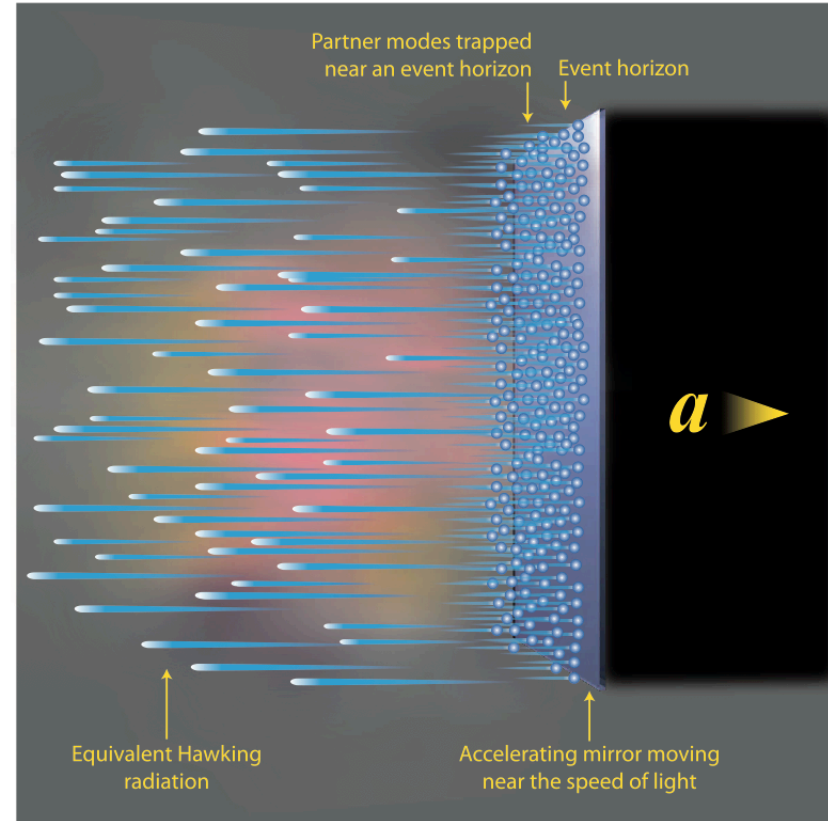 Partner modes trapped
near an event horizon
Event horizon
a
Equivalent Hawking
radiation
Accelerating mirror moving
near the speed of light